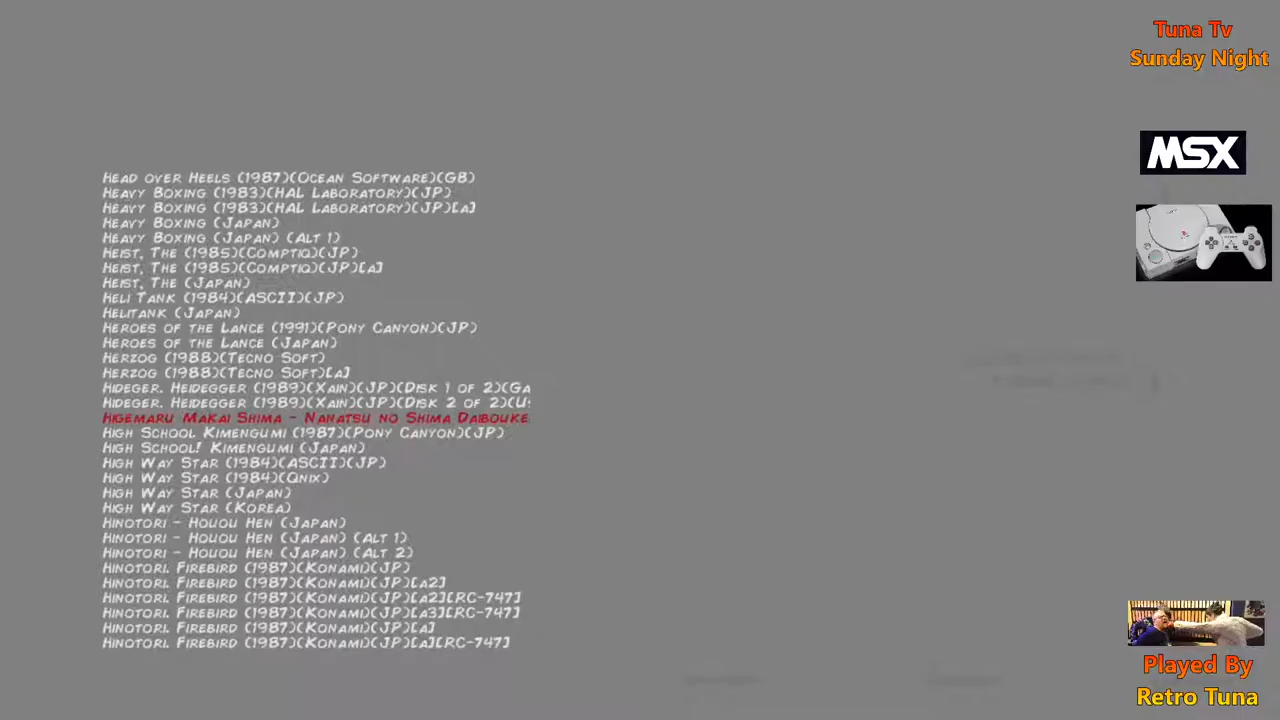 Head over Heels (1987)(Ocean Software)(GB)
Heavy Boxing (1983)(HAL Laboratory)(JP)
Heavy Boxing (1983)(HAL Laboratory)(JP)[a]
Heavy Boxing (Japan)
Heavy Boxing (Japan) (Alt 1)
Heist, The (1985)(Comptiq)(JP)
Heist, The (1985)(Comptiq)(JP)[a]
Heist, The (Japan)
Heli Tank (1984)(ASCII)(JP)
Helitank (Japan)
Heroes of the Lance (1991)(Pony Canyon)(JP)
Heroes of the Lance (Japan)
Herzog (1988)(Tecno Soft)
Herzog (1988)(Tecno Soft)[a]
Hideger. Heidegger (1989)(Xain)(JP)(Disk 1 of 2)(Ga
Hideger. Heidegger (1989)(Xain)(JP)(Disk 2 of 2)(Us
Higemaru Makai Shima - Nanatsu no Shima Daibouke
High School Kimengumi (1987)(Pony Canyon)(JP)
High School! Kimengumi (Japan)
High Way Star (1984)(ASCII)(JP)
High Way Star (1984)(Qnix)
High Way Star (Japan)
High Way Star (Korea)
Hinotori - Houou Hen (Japan)
Hinotori - Houou Hen (Japan) (Alt 1)
Hinotori - Houou Hen (Japan) (Alt 2)
Hinotori. Firebird (1987)(Konami)(JP)
Hinotori. Firebird (1987)(Konami)(JP)[a2]
Hinotori. Firebird (1987)(Konami)(JP)[a2][RC-747]
Hinotori. Firebird (1987)(Konami)(JP)[a3][RC-747]
Hinotori. Firebird (1987)(Konami)(JP)[a]
Hinotori. Firebird (1987)(Konami)(JP)[a][RC-747]
Tuna Tv
Sunday Night
MSX
Played By
Retro Tuna